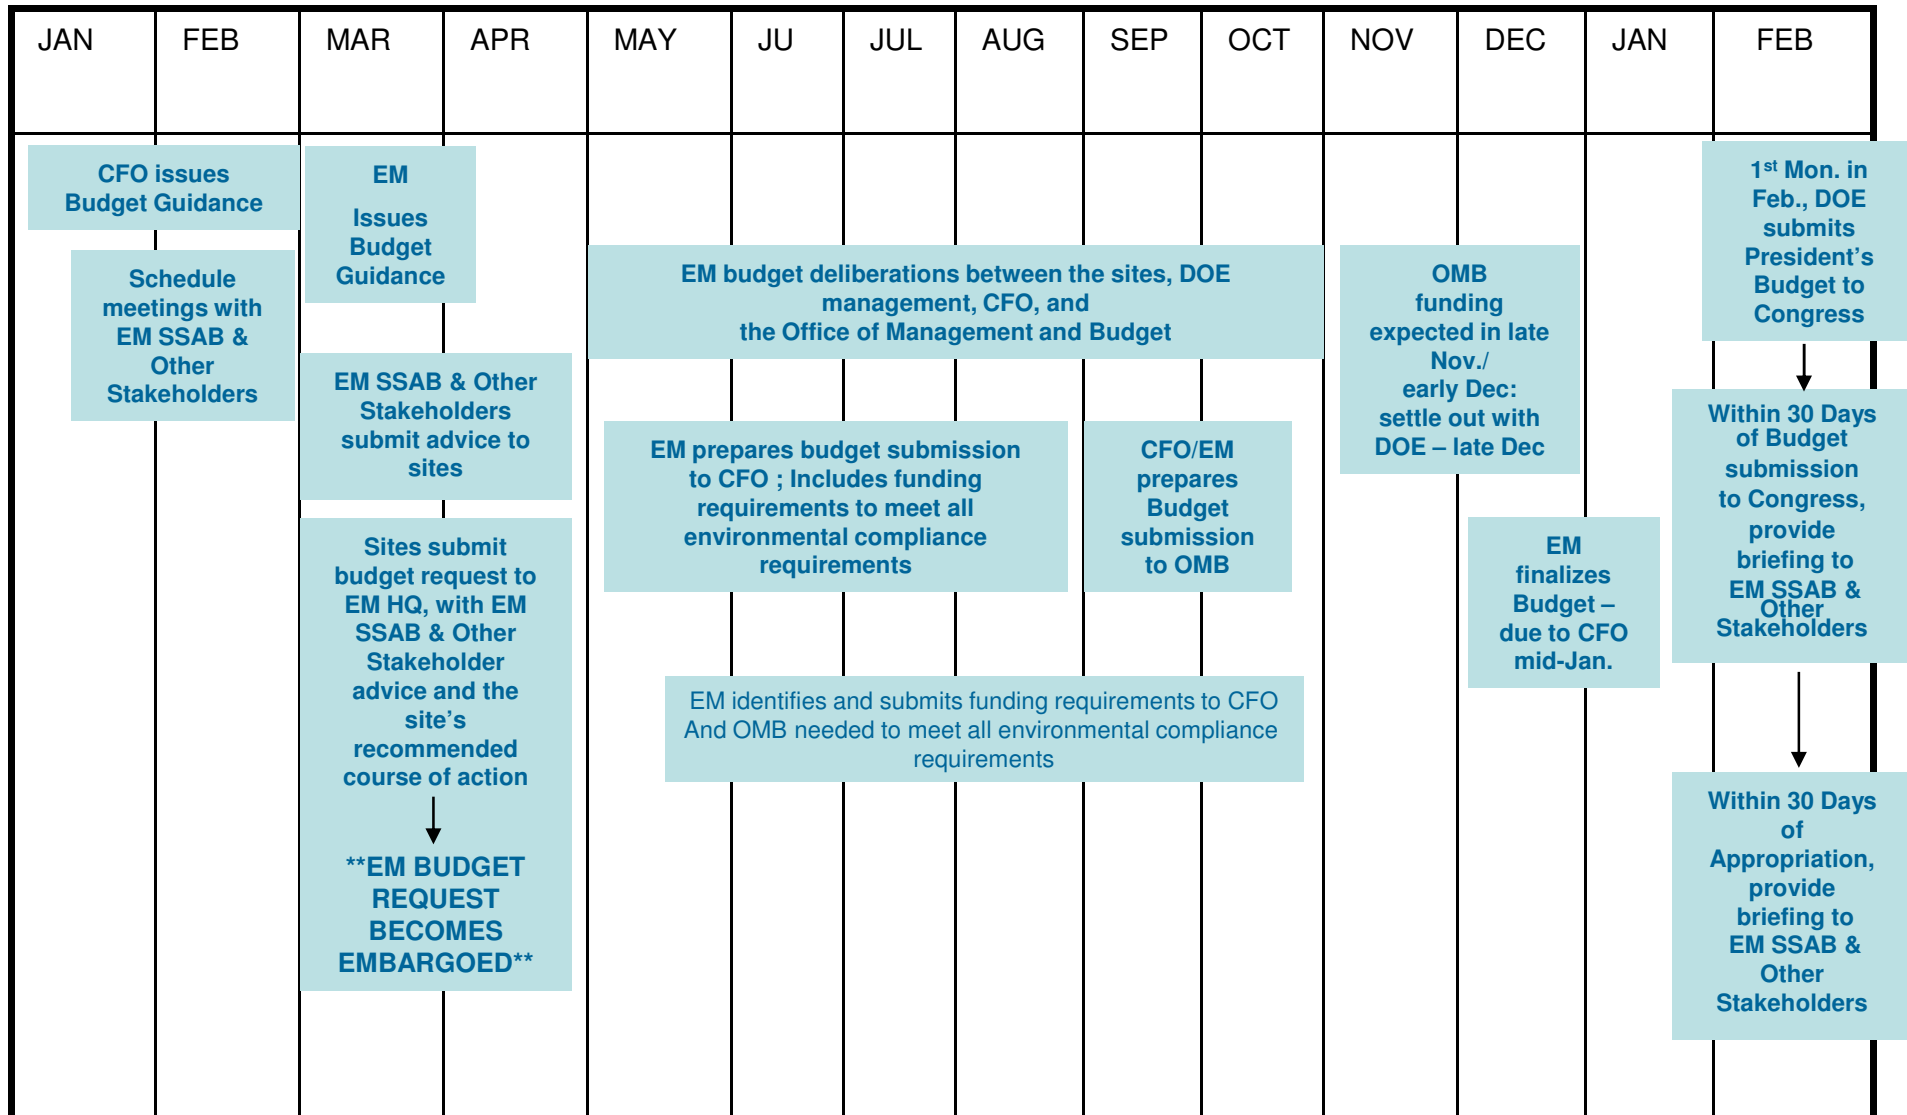 JAN FEB MAR APR MAY JU JUL AUG SEP OCT NOV DEC JAN FEB
CFO issues
Budget Guidance
Schedule
meetings with
EM SSAB &
Other
Stakeholders
EM
Issues
Budget
Guidance
EM SSAB & Other
Stakeholders
submit advice to
sites
Sites submit
budget request to
EM HQ, with EM
SSAB & Other
Stakeholder
advice and the
site’s
recommended
course of action
**EM BUDGET
REQUEST
BECOMES
EMBARGOED**
EM budget deliberations between the sites, DOE
management, CFO, and
the Office of Management and Budget
EM prepares budget submission
to CFO ; Includes funding
requirements to meet all
environmental compliance
requirements
CFO/EM
prepares
Budget
submission
to OMB
EM identifies and submits funding requirements to CFO
And OMB needed to meet all environmental compliance
requirements
OMB
funding
expected in late
Nov./
early Dec:
settle out with
DOE – late Dec
EM
finalizes
Budget –
due to CFO
mid-Jan.
1st Mon. in
Feb., DOE
submits
President’s
Budget to
Congress
Within 30 Days
of Budget
submission
to Congress,
provide
briefing to
EM SSAB &
Other
Stakeholders
Within 30 Days
of
Appropriation,
provide
briefing to
EM SSAB &
Other
Stakeholders